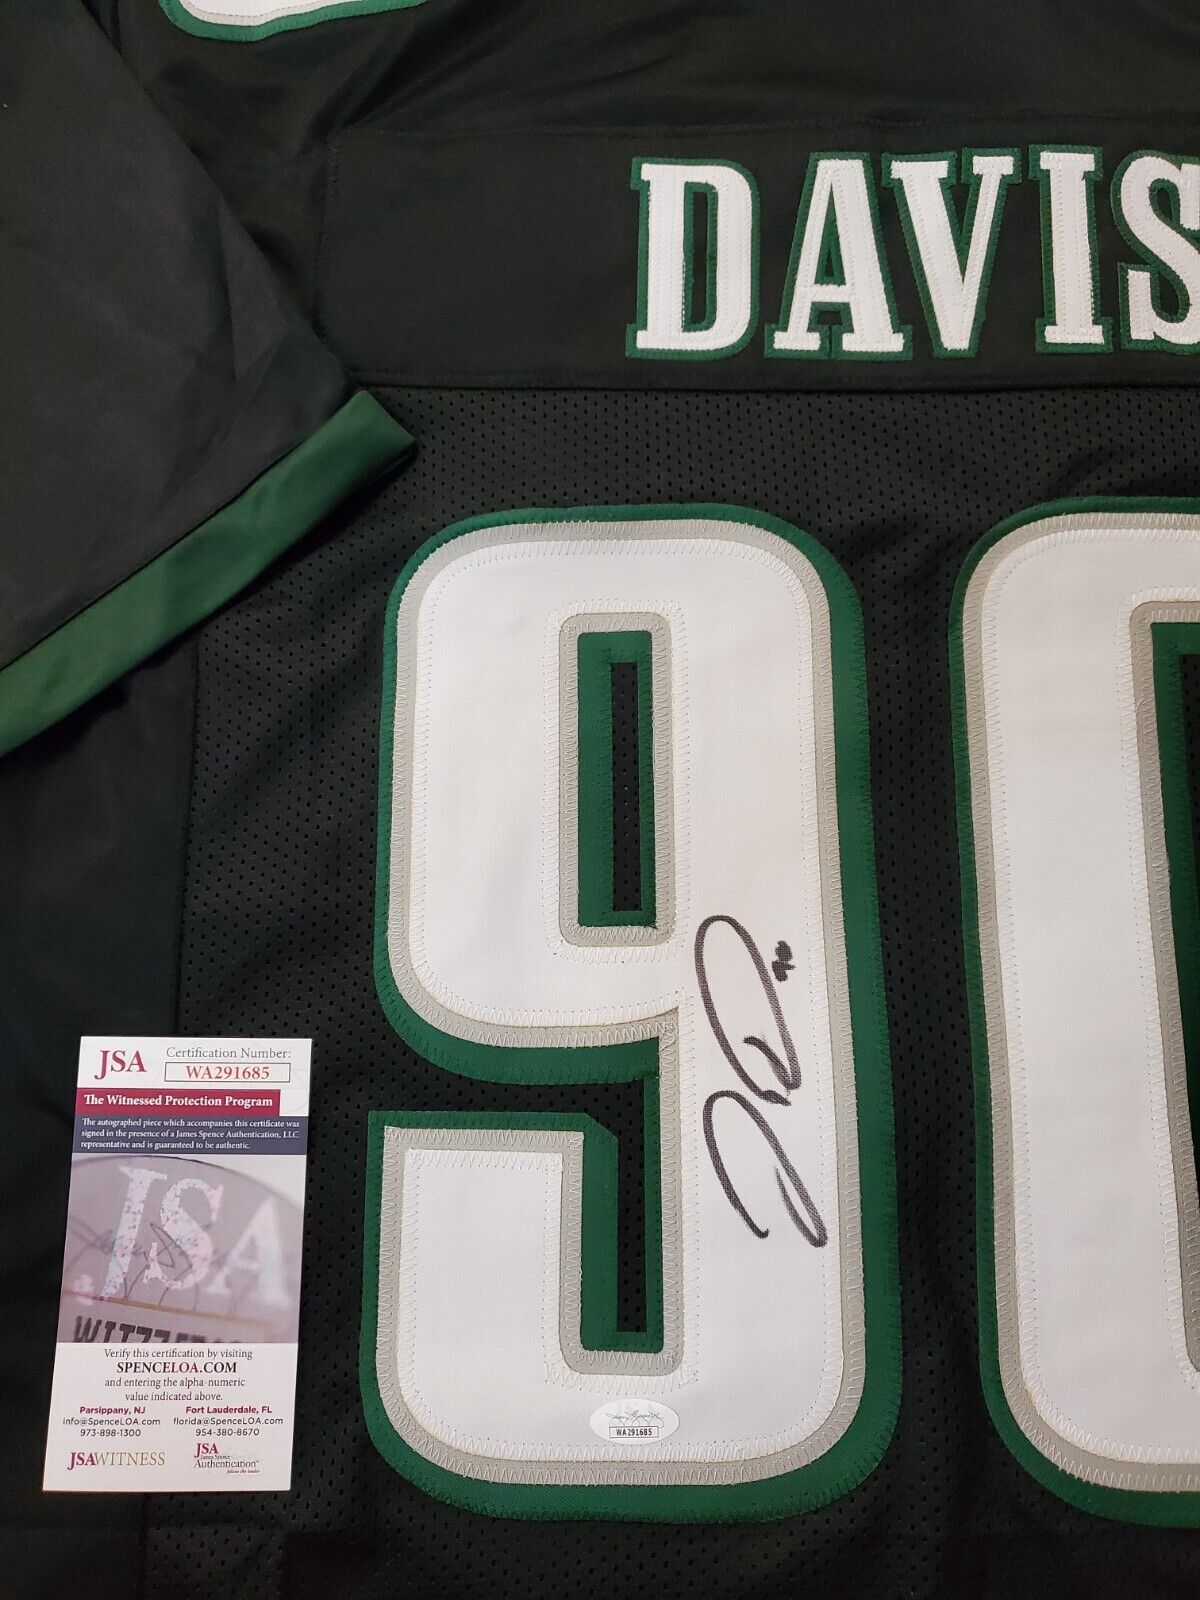 DAVIS
90
JSA
Certification Number:
WA291685
The Witnessed Protection Program
The autographed piece which accompanies this certificate was
signed in the presence of a James Spence Authentication, LLC
representative and is guaranteed to be authentic.
JSA
Verify this certification by visiting
SPENCELOA.COM
and entering the alpha-numeric
value indicated above.
Parsippany, NJ
info@SpenceLOA.com
973-898-1300
Fort Lauderdale, FL
florida@SpenceLOA.com
954-380-8670
JSAWITNESS
JSA
James Spence
Authentication
WA291685